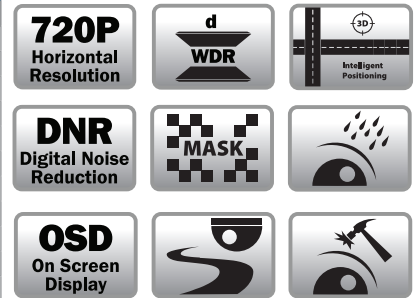 720P
Horizontal
Resolution
d
WDR
3D
Intelligent
Positioning
DNR
Digital Noise
Reduction
MASK
OSD
On Screen
Display